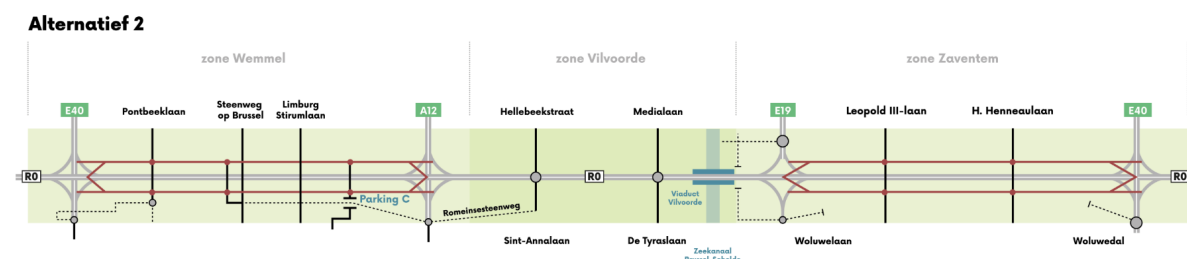 Alternatief 2
zone Wemmel
zone Vilvoorde
zone Zaventem
E40
Pontbeeklaan
Steenweg
op Brussel
Limburg
Stirumlaan
A12
Hellebeekstraat
Medialaan
E19
Leopold III-laan
H. Henneaulaan
E40
R0
R0
R0
Parking C
Viaduct
Vilvoorde
Romeinsesteenweg
Sint-Annalaan
De Tyraslaan
Woluwelaan
Woluwedal
Zeekanaal
Brussel-Schelde